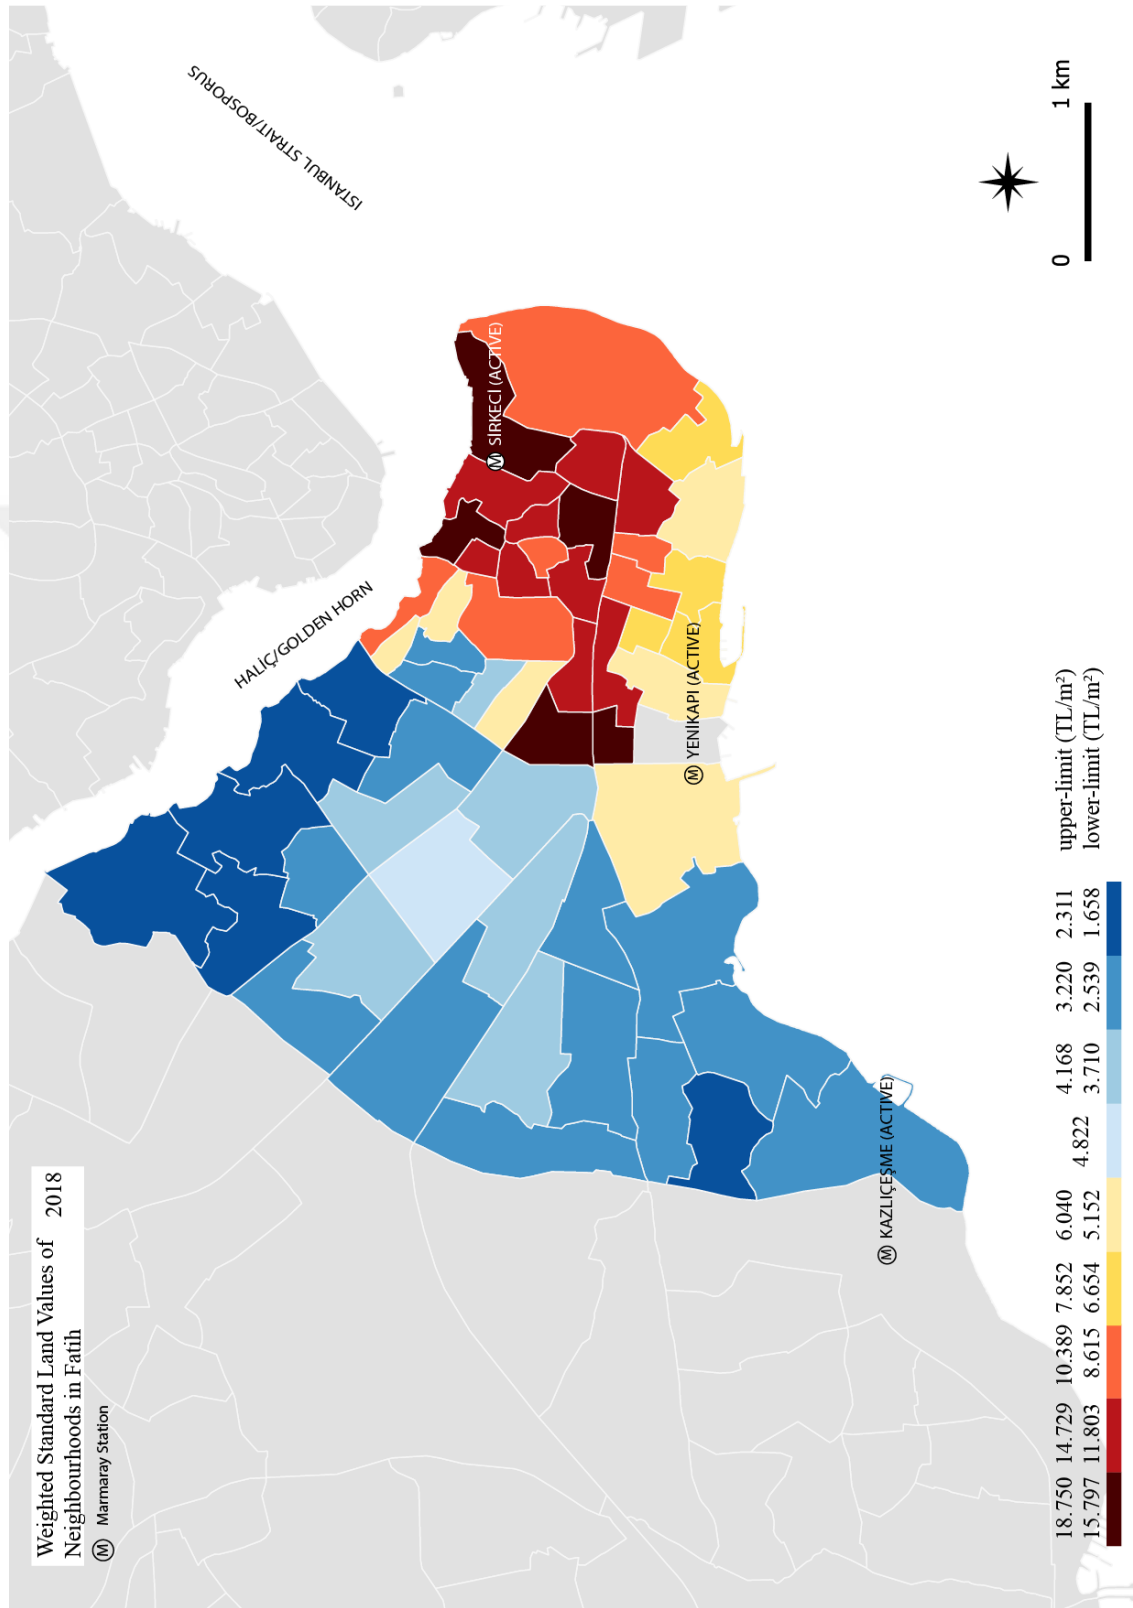 Weighted Standard Land Values of 2018
Neighbourhoods in Fatih
M Marmaray Station
ISTANBUL STRAIT/BOSPORUS
HALİÇ/GOLDEN HORN
M SİRKECİ (ACTIVE)
M YENİKAPI (ACTIVE)
M KAZLIÇEŞME (ACTIVE)
0 1 km
18.750 14.729 10.389 7.852 6.040 4.822 4.168 3.220 2.311 upper-limit (TL/m²)
15.797 11.803 8.615 6.654 5.152 3.710 2.539 1.658 lower-limit (TL/m²)